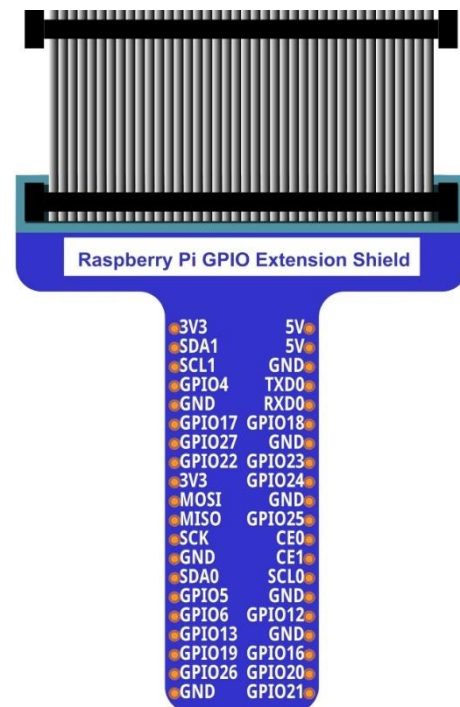 Raspberry Pi GPIO Extension Shield
3V3 5V
SDA1 5V
SCL1 GND
GPIO4 TXD0
GND RXD0
GPIO17 GPIO18
GPIO27 GND
GPIO22 GPIO23
3V3 GPIO24
MOSI GND
MISO GPIO25
SCK CE0
GND CE1
SDA0 SCL0
GPIO5 GND
GPIO6 GPIO12
GPIO13 GND
GPIO19 GPIO16
GPIO26 GPIO20
GND GPIO21